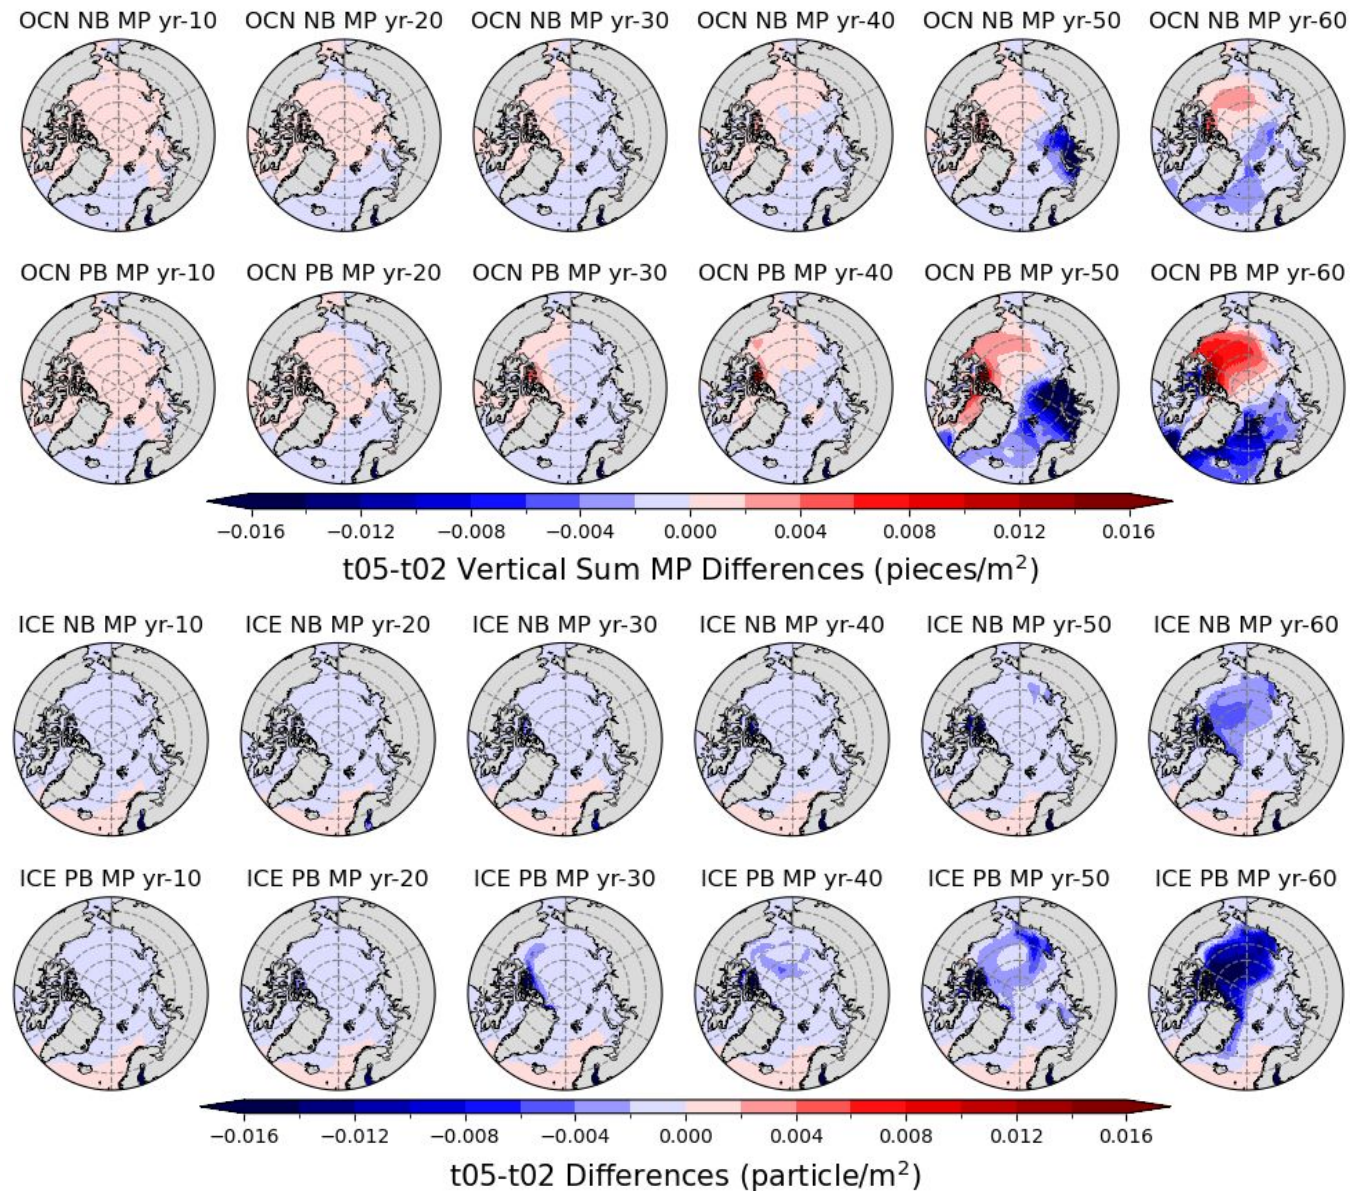 OCN NB MP yr-10 OCN NB MP yr-20 OCN NB MP yr-30 OCN NB MP yr-40 OCN NB MP yr-50 OCN NB MP yr-60
OCN PB MP yr-10 OCN PB MP yr-20 OCN PB MP yr-30 OCN PB MP yr-40 OCN PB MP yr-50 OCN PB MP yr-60
−0.016 −0.012 −0.008 −0.004 0.000 0.004 0.008 0.012 0.016
t05-t02 Vertical Sum MP Differences (pieces/m²)
ICE NB MP yr-10 ICE NB MP yr-20 ICE NB MP yr-30 ICE NB MP yr-40 ICE NB MP yr-50 ICE NB MP yr-60
ICE PB MP yr-10 ICE PB MP yr-20 ICE PB MP yr-30 ICE PB MP yr-40 ICE PB MP yr-50 ICE PB MP yr-60
−0.016 −0.012 −0.008 −0.004 0.000 0.004 0.008 0.012 0.016
t05-t02 Differences (particle/m²)